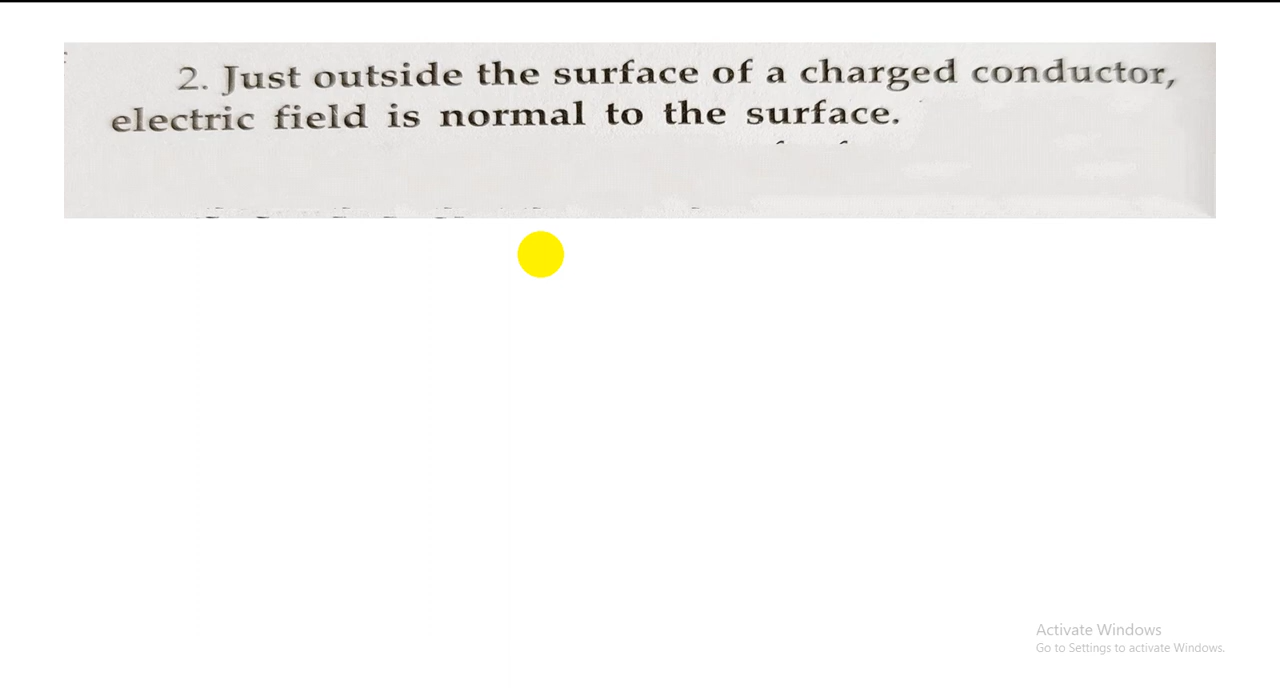 2. Just outside the surface of a charged conductor,
electric field is normal to the surface.
Activate Windows
Go to Settings to activate Windows.